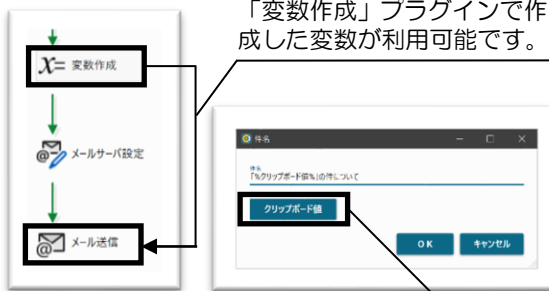 「変数作成」プラグインで作
成した変数が利用可能です。
変数作成
メールサーバ設定
メール送信
件名
件名
「%クリップボード値%」の件について
クリップボード値
OK
キャンセル